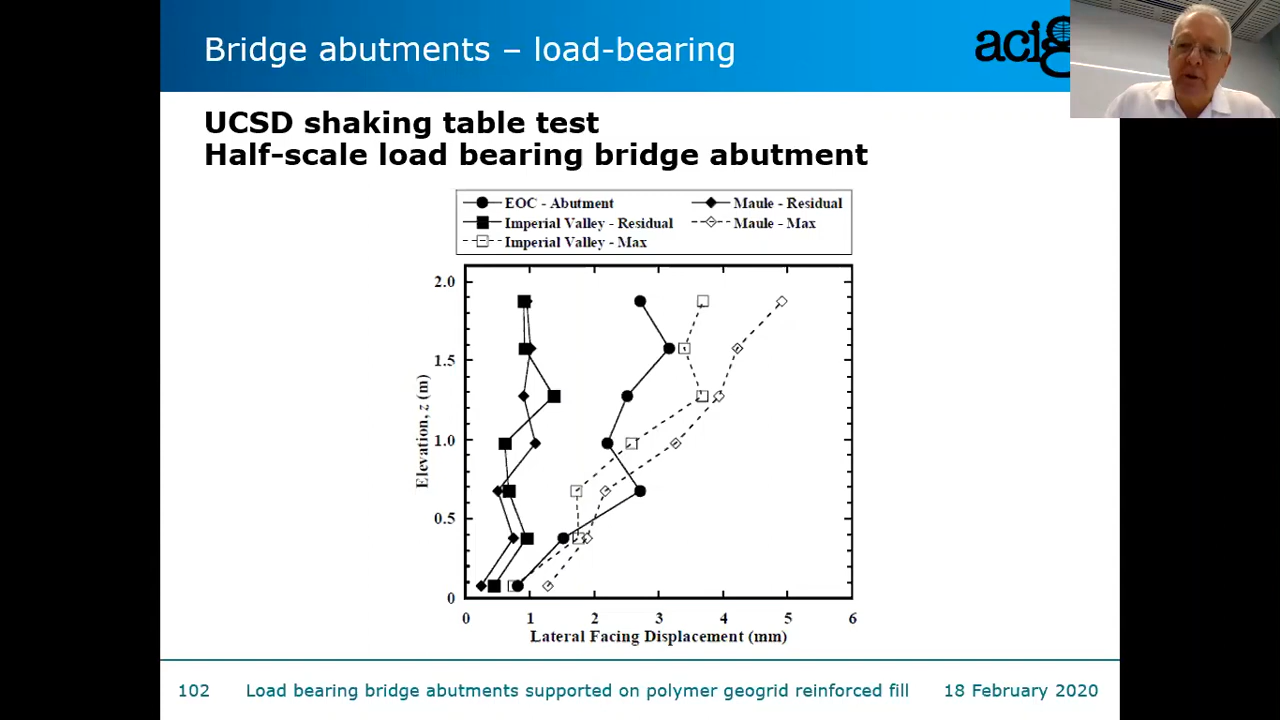 Bridge abutments – load-bearing
acig
UCSD shaking table test
Half-scale load bearing bridge abutment
EOC - Abutment
Maule - Residual
Imperial Valley - Residual
Maule - Max
Imperial Valley - Max
2.0
1.5
1.0
0.5
0
Elevation, z (m)
0 1 2 3 4 5 6
Lateral Facing Displacement (mm)
102 Load bearing bridge abutments supported on polymer geogrid reinforced fill 18 February 2020